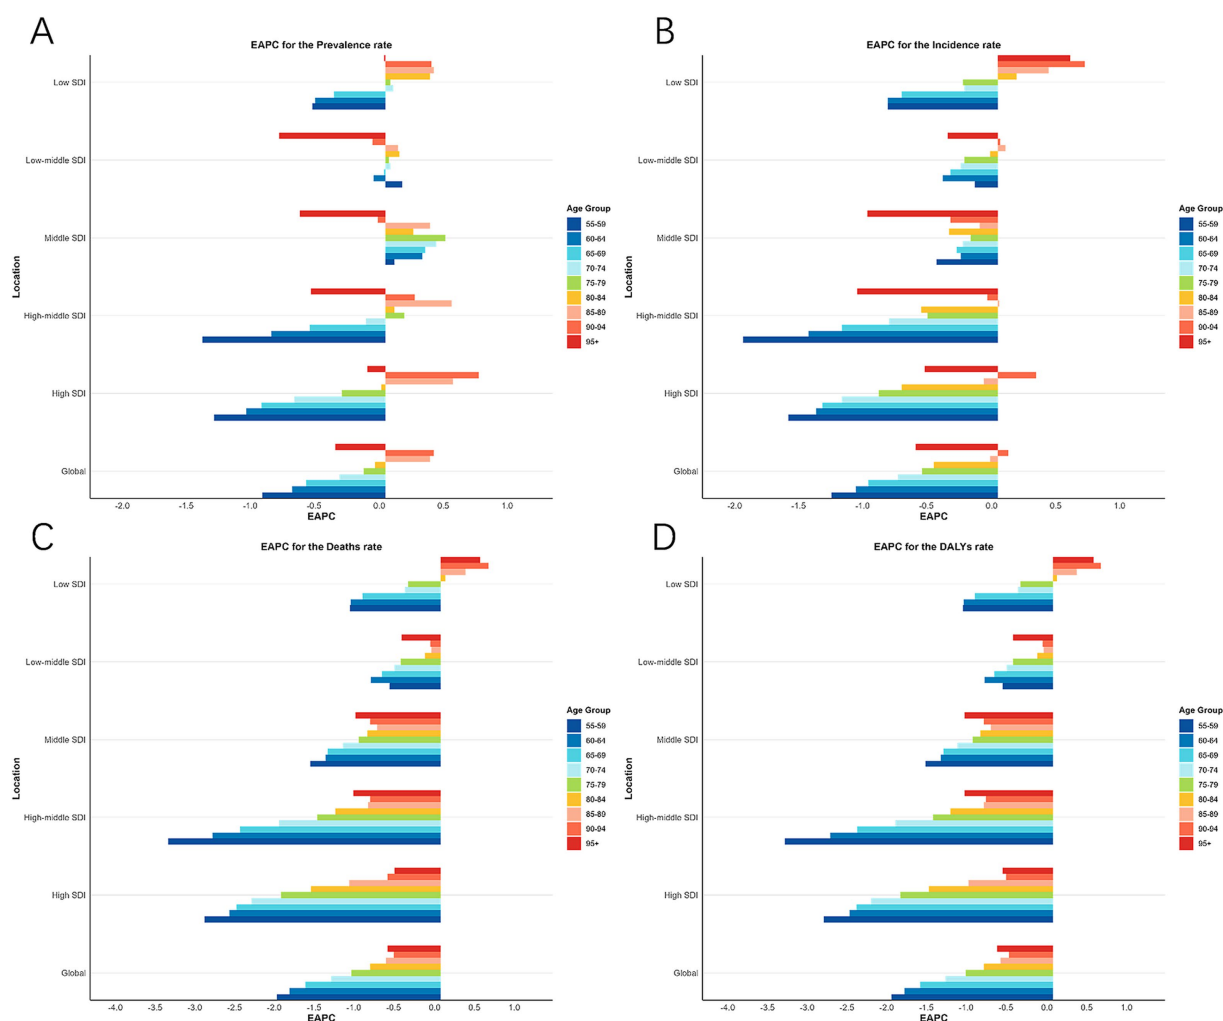 A
EAPC for the Prevalence rate
Location
Low SDI
Low-middle SDI
Middle SDI
High-middle SDI
High SDI
Global
-2.0 -1.5 -1.0 -0.5 0.0 0.5 1.0
EAPC
Age Group
55-59
60-64
65-69
70-74
75-79
80-84
85-89
90-94
95+
B
EAPC for the Incidence rate
Location
Low SDI
Low-middle SDI
Middle SDI
High-middle SDI
High SDI
Global
-2.0 -1.5 -1.0 -0.5 0.0 0.5 1.0
EAPC
Age Group
55-59
60-64
65-69
70-74
75-79
80-84
85-89
90-94
95+
C
EAPC for the Deaths rate
Location
Low SDI
Low-middle SDI
Middle SDI
High-middle SDI
High SDI
Global
-4.0 -3.5 -3.0 -2.5 -2.0 -1.5 -1.0 -0.5 0.0 0.5 1.0
EAPC
Age Group
55-59
60-64
65-69
70-74
75-79
80-84
85-89
90-94
95+
D
EAPC for the DALYs rate
Location
Low SDI
Low-middle SDI
Middle SDI
High-middle SDI
High SDI
Global
-4.0 -3.5 -3.0 -2.5 -2.0 -1.5 -1.0 -0.5 0.0 0.5 1.0
EAPC
Age Group
55-59
60-64
65-69
70-74
75-79
80-84
85-89
90-94
95+